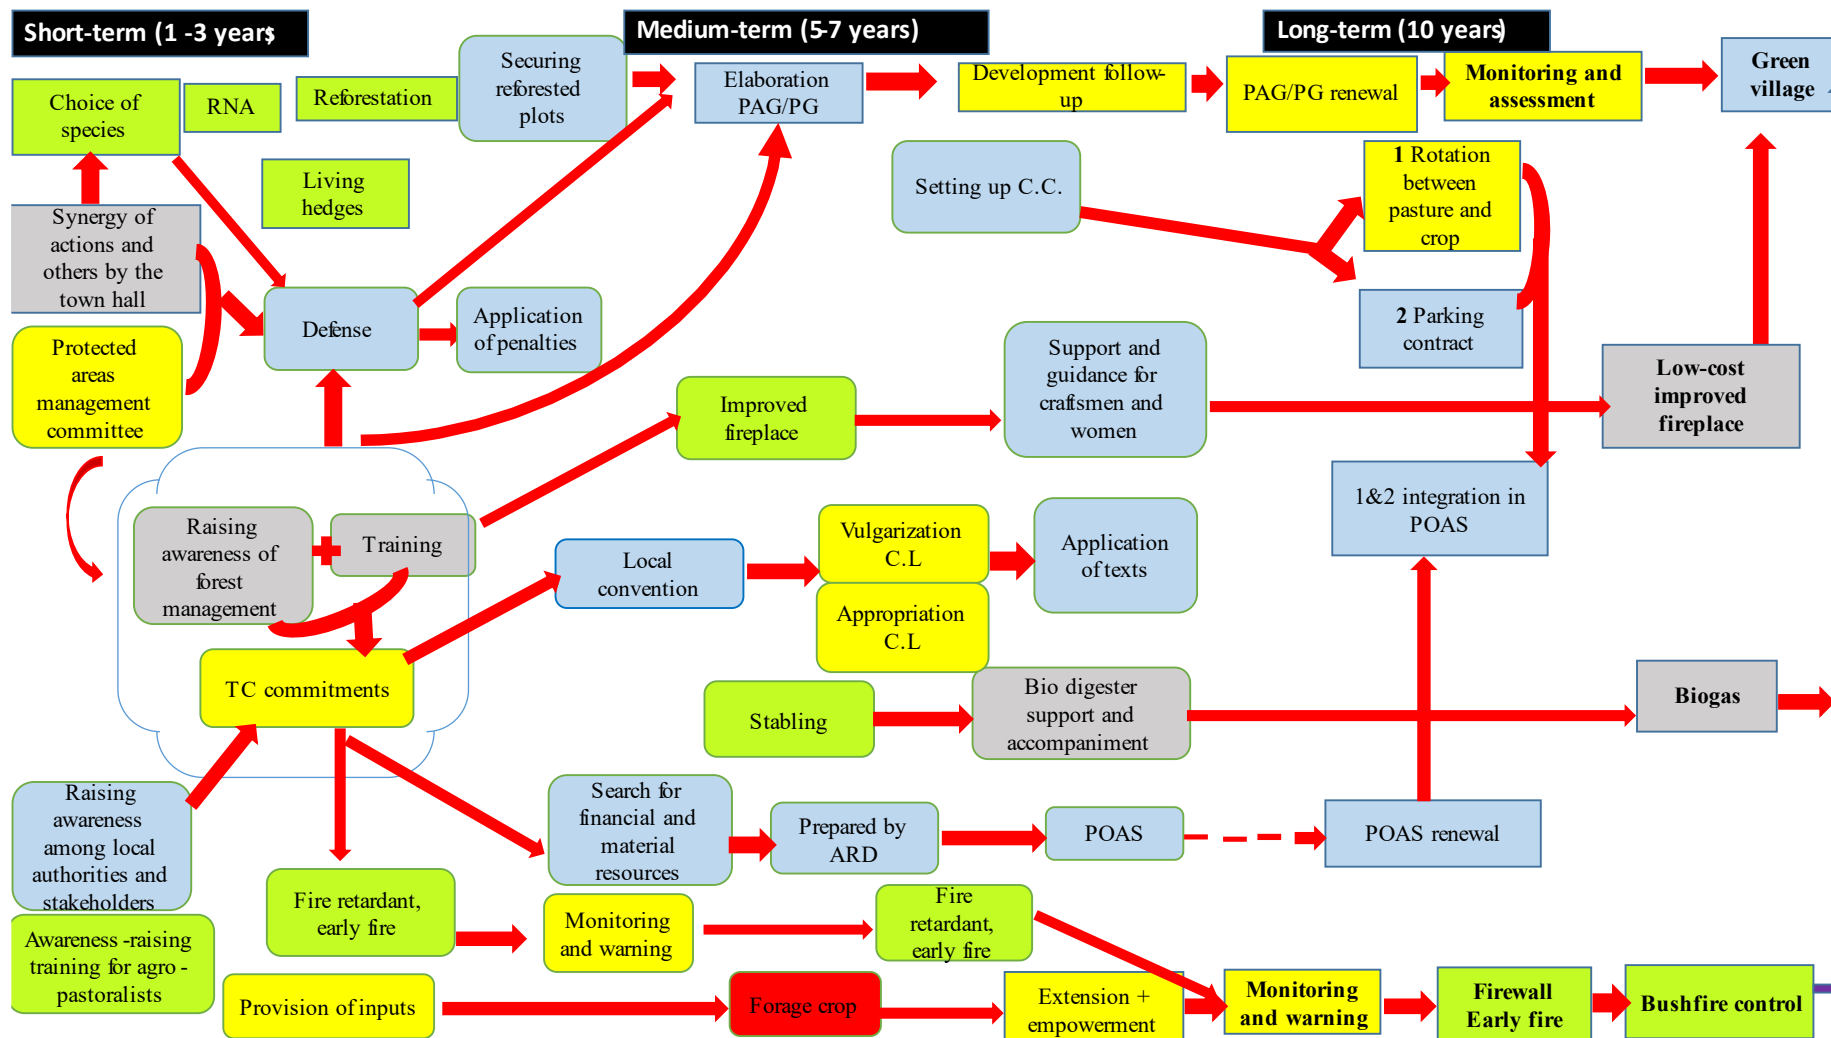 Short-term (1 -3 years)
Medium-term (5-7 years)
Long-term (10 years)
Choice of
species
RNA
Reforestation
Securing
reforested
plots
Elaboration
PAG/PG
Development follow-
up
PAG/PG renewal
Monitoring and
assessment
Green
village
Living
hedges
Setting up C.C.
1 Rotation
between
pasture and
crop
Synergy of
actions and
others by the
town hall
Defense
Application
of penalties
2 Parking
contract
Protected
areas
management
committee
Improved
fireplace
Support and
guidance for
craftsmen and
women
Low-cost
improved
fireplace
Raising
awareness of
forest
management
Training
Local
convention
Vulgarization
C.L
Appropriation
C.L
Application
of texts
1&2 integration in
POAS
TC commitments
Stabling
Bio digester
support and
accompaniment
Biogas
Raising
awareness
among local
authorities and
stakeholders
Search for
financial and
material
resources
Prepared by
ARD
POAS
POAS renewal
Fire retardant,
early fire
Monitoring
and warning
Fire
retardant,
early fire
Awareness -raising
training for agro -
pastoralists
Provision of inputs
Forage crop
Extension +
empowerment
Monitoring
and warning
Firewall
Early fire
Bushfire control